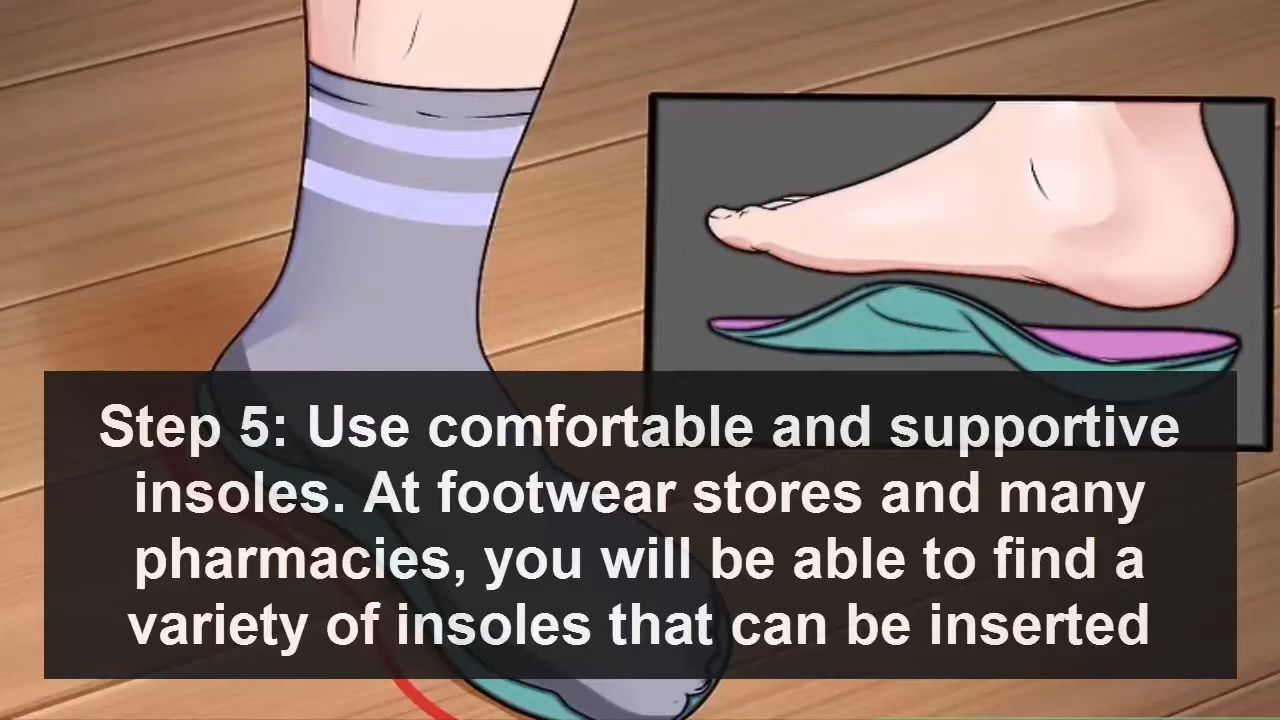 Step 5: Use comfortable and supportive
insoles. At footwear stores and many
pharmacies, you will be able to find a
variety of insoles that can be inserted